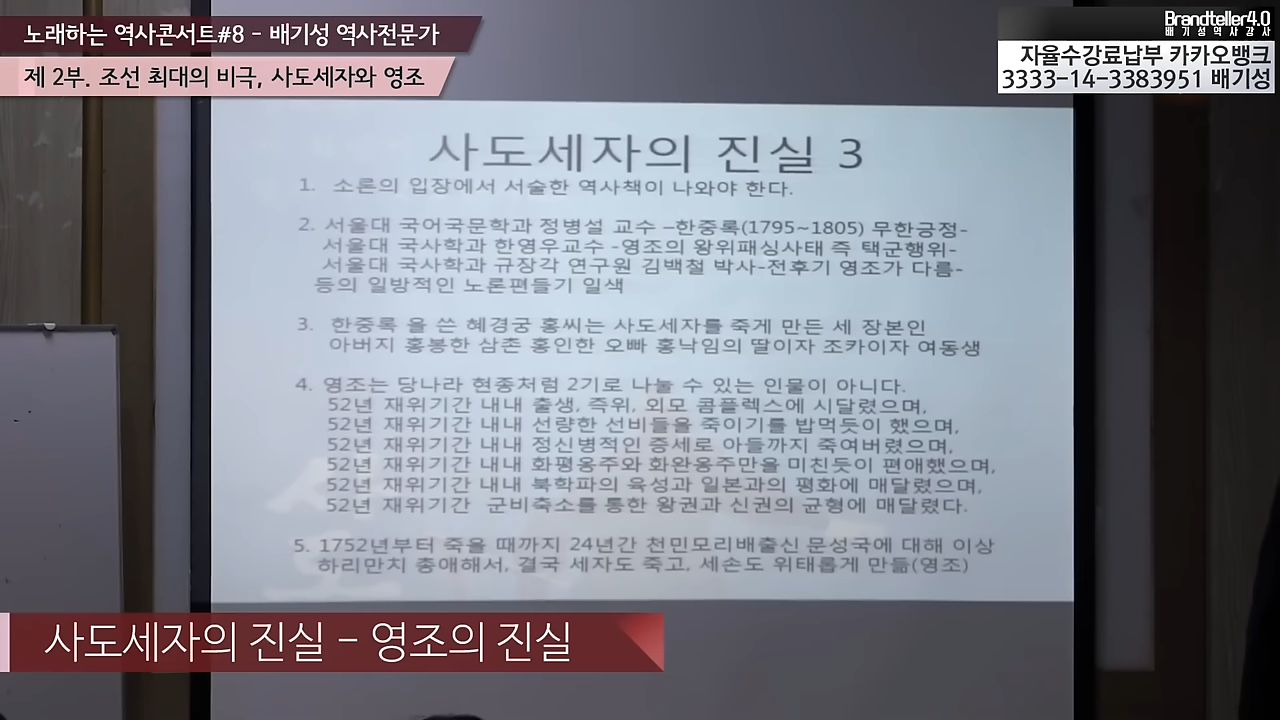 노래하는 역사콘서트#8 - 배기성 역사전문가
제 2부. 조선 최대의 비극, 사도세자와 영조
Brandteller4.0
배기성역사강사
자율수강료납부 카카오뱅크
3333-14-3383951 배기성
사도세자의 진실 3
1. 소론의 입장에서 서술한 역사책이 나와야 한다.
2. 서울대 국어국문학과 정병설 교수 –한중록(1795~1805) 무한긍정-
서울대 국사학과 한영우교수 -영조의 왕위패싱사태 즉 택군행위-
서울대 국사학과 규장각 연구원 김백철 박사-전후기 영조가 다름-
등의 일방적인 노론편들기 일색
3. 한중록 을 쓴 혜경궁 홍씨는 사도세자를 죽게 만든 세 장본인
아버지 홍봉한 삼촌 홍인한 오빠 홍낙임의 딸이자 조카이자 여동생
4. 영조는 당나라 현종처럼 2기로 나눌 수 있는 인물이 아니다.
52년 재위기간 내내 출생, 즉위, 외모 콤플렉스에 시달렸으며,
52년 재위기간 내내 선량한 선비들을 죽이기를 밥먹듯이 했으며,
52년 재위기간 내내 정신병적인 증세로 아들까지 죽여버렸으며,
52년 재위기간 내내 화평옹주와 화완옹주만을 미친듯이 편애했으며,
52년 재위기간 내내 북학파의 육성과 일본과의 평화에 매달렸으며,
52년 재위기간 군비축소를 통한 왕권과 신권의 균형에 매달렸다.
5. 1752년부터 죽을 때까지 24년간 천민모리배출신 문성국에 대해 이상
하리만치 총애해서, 결국 세자도 죽고, 세손도 위태롭게 만듦(영조)
사도세자의 진실 – 영조의 진실